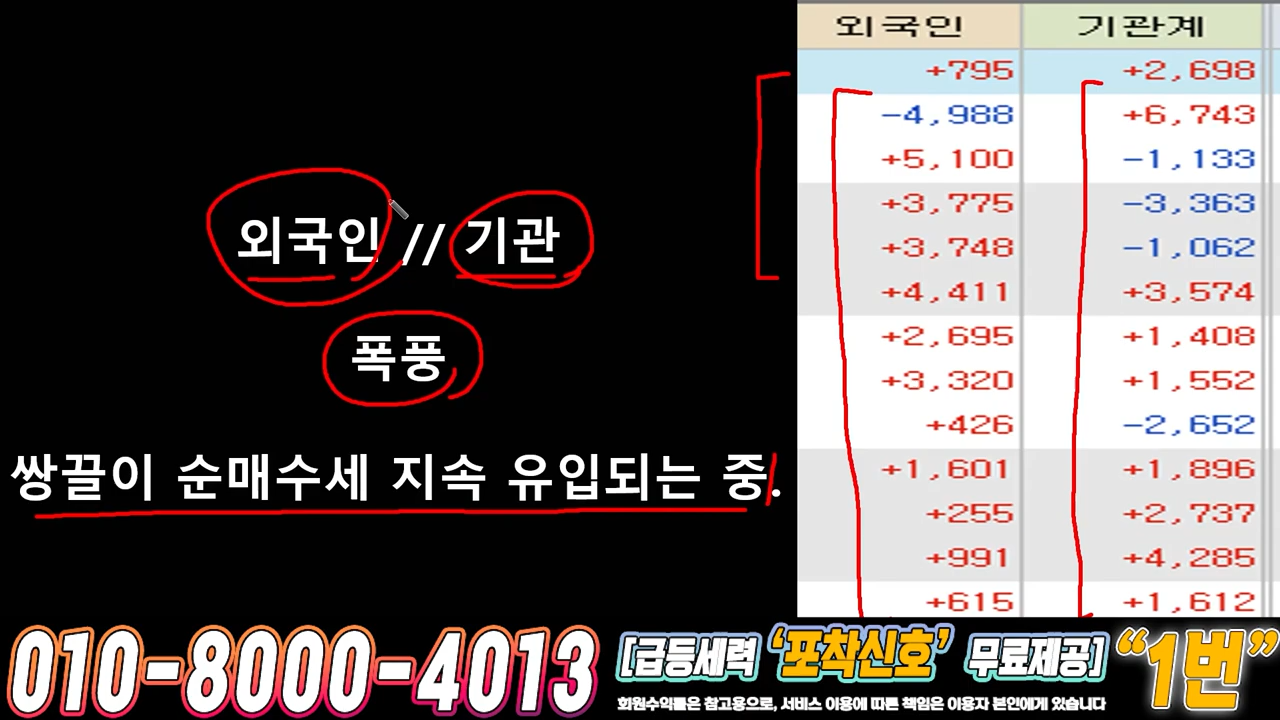 외국인 // 기관
폭풍
쌍끌이 순매수세 지속 유입되는 중.
외국인 기관계
+795 +2,698
-4,988 +6,743
+5,100 -1,133
+3,775 -3,363
+3,748 -1,062
+4,411 +3,574
+2,695 +1,408
+3,320 +1,552
+426 -2,652
+1,601 +1,896
+255 +2,737
+991 +4,285
+615 +1,612
010-8000-4013
[급등세력 '포착신호' 무료제공] "1번"
회원수익률은 참고용으로, 서비스 이용에 따른 책임은 이용자 본인에게 있습니다